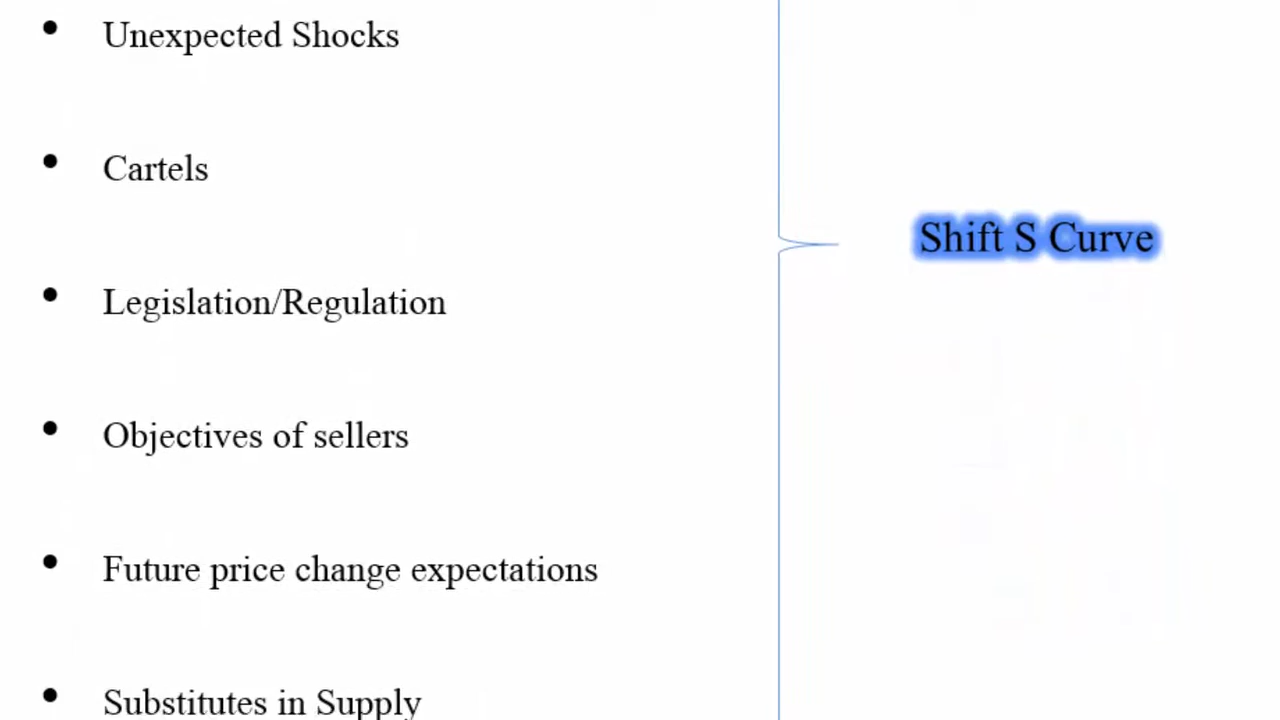 • Unexpected Shocks
• Cartels
Shift S Curve
• Legislation/Regulation
• Objectives of sellers
• Future price change expectations
• Substitutes in Supply